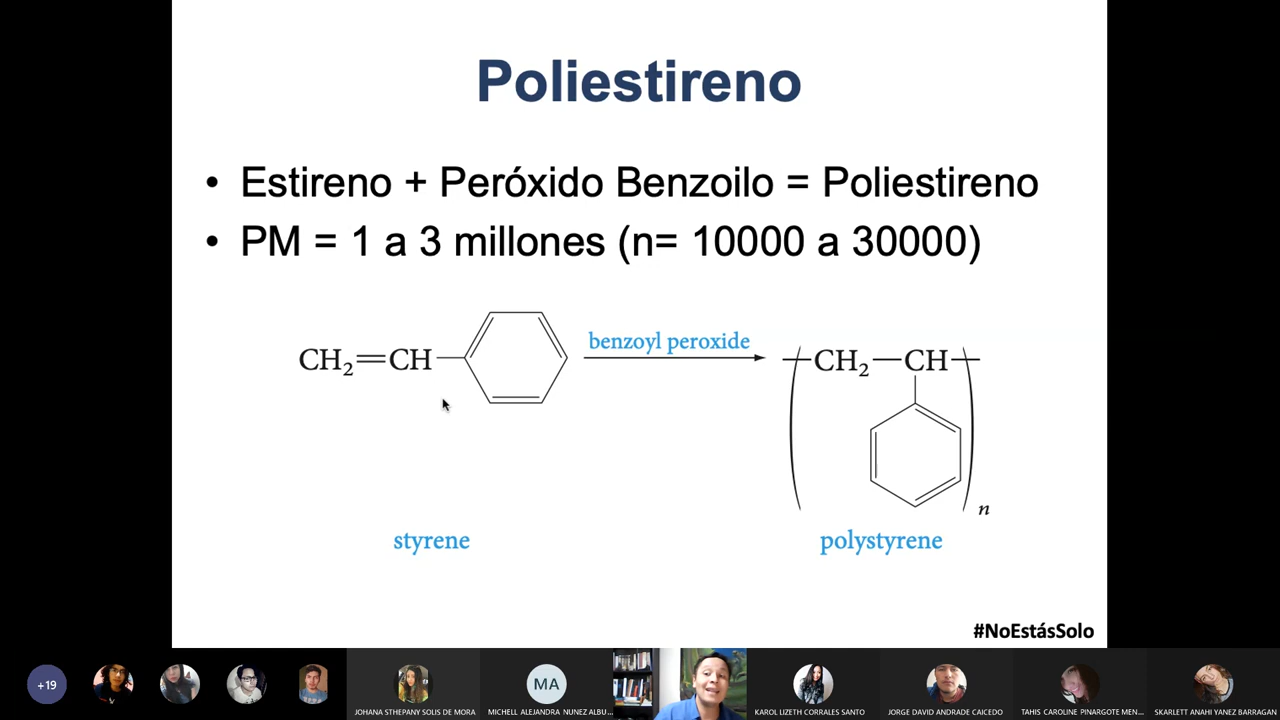 Poliestireno
• Estireno + Peróxido Benzoilo = Poliestireno
• PM = 1 a 3 millones (n= 10000 a 30000)
CH₂=CH
benzoyl peroxide
CH₂—CH
n
styrene
polystyrene
#NoEstásSolo
+19
JOHANA STHEPANY SOLIS DE MORA
MA
MICHELL ALEJANDRA NUNEZ ALBU...
KAROL LIZETH CORRALES SANTO
JORGE DAVID ANDRADE CAICEDO
TAHIS CAROLINE PINARGOTE MEN...
SKARLETT ANAHI YANEZ BARRAGAN